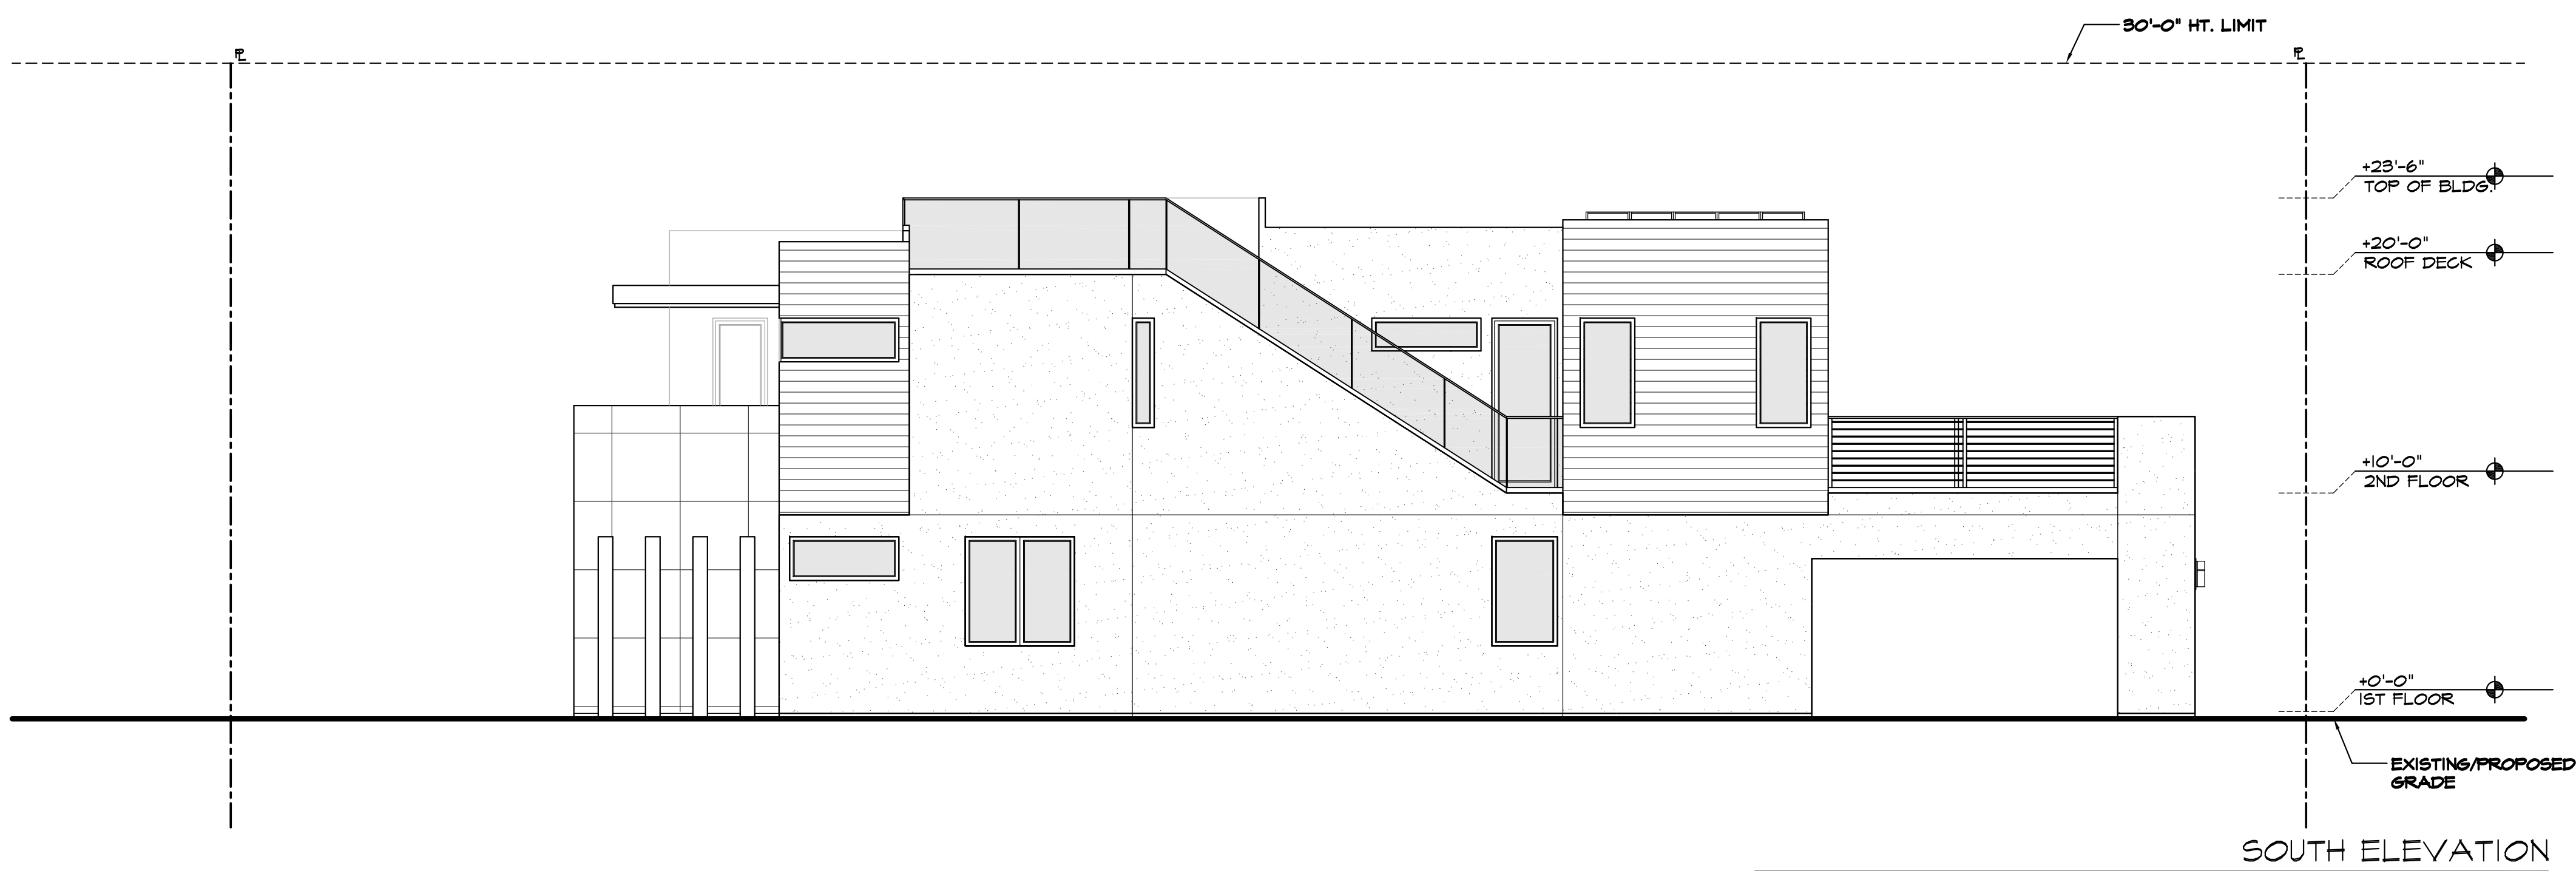 30'-0" HT. LIMIT
PL
PL
+23'-6"
TOP OF BLDG.
+20'-0"
ROOF DECK
+10'-0"
2ND FLOOR
+0'-0"
1ST FLOOR
EXISTING/PROPOSED
GRADE
SOUTH ELEVATION